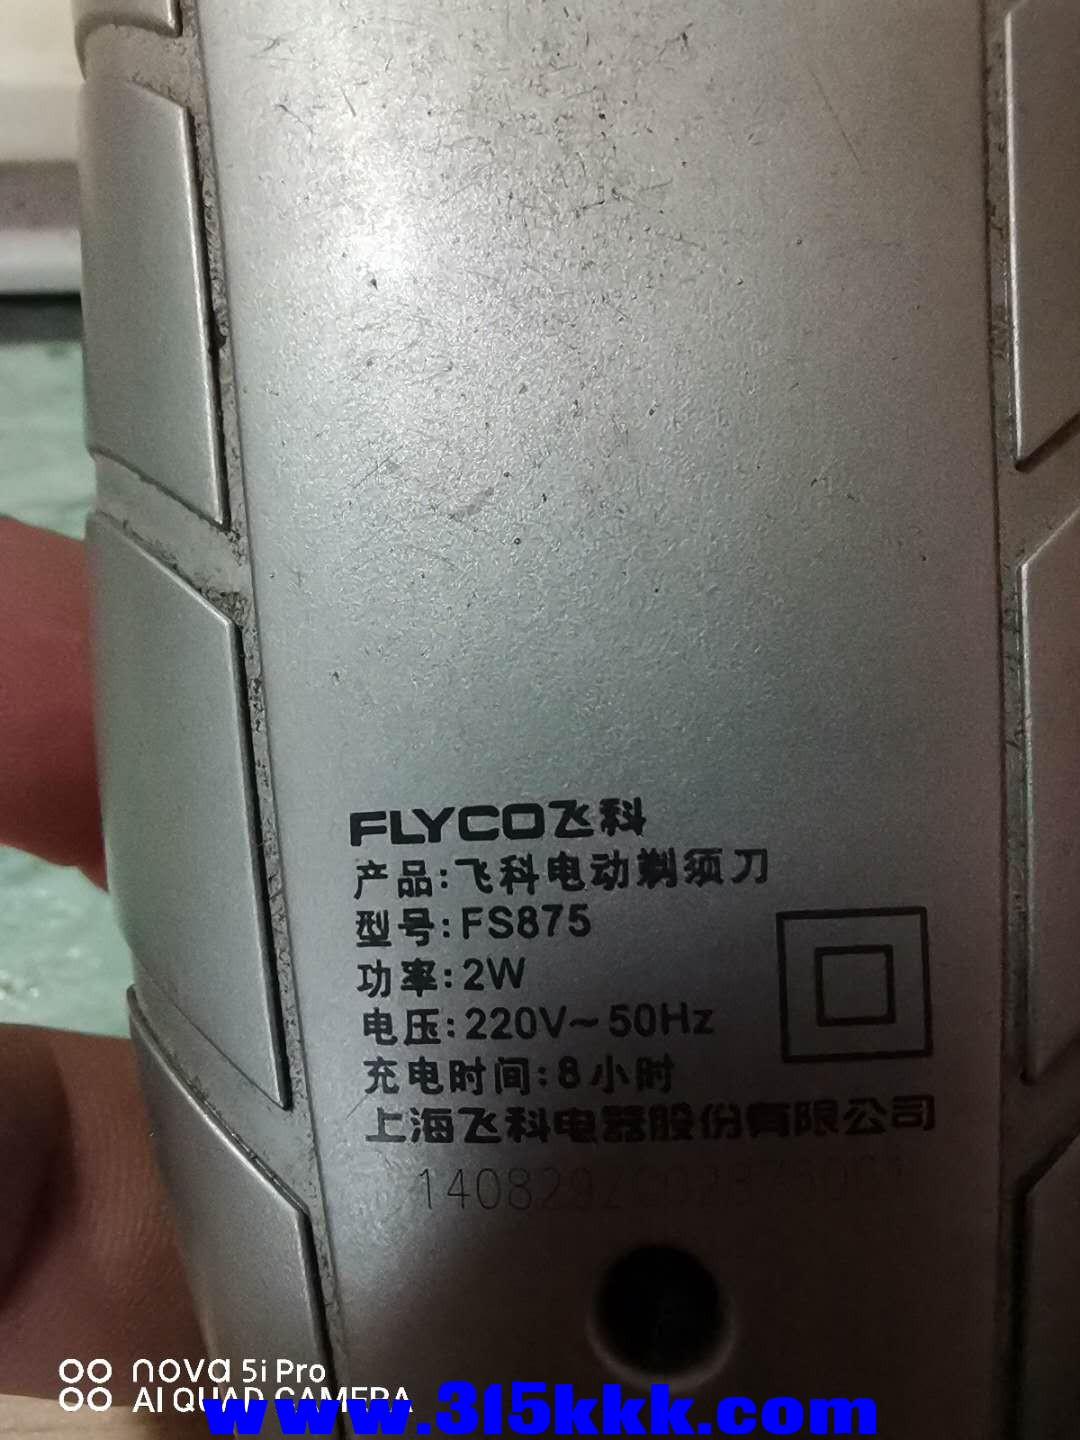 FLYCO飞科
产品:飞科电动剃须刀
型号:FS875
功率:2W
电压:220V~50Hz
充电时间:8小时
上海飞科电器股份有限公司
nova 5i Pro
AI QUAD CAMERA
www.315kkk.com